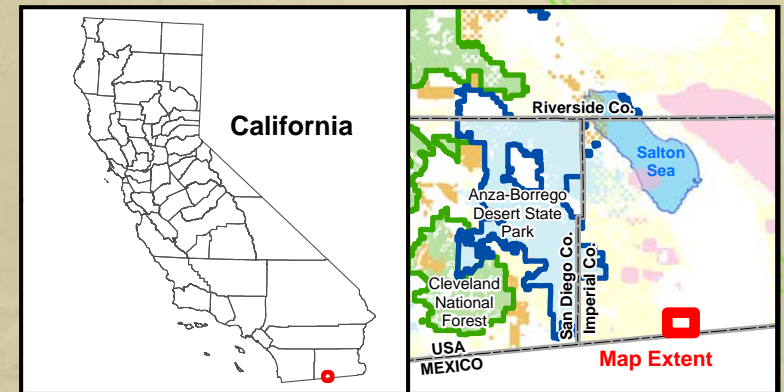 California
Riverside Co.
Salton
Sea
Anza-Borrego
Desert State
Park
San Diego Co.
Imperial Co.
Cleveland
National
Forest
USA
MEXICO
Map Extent